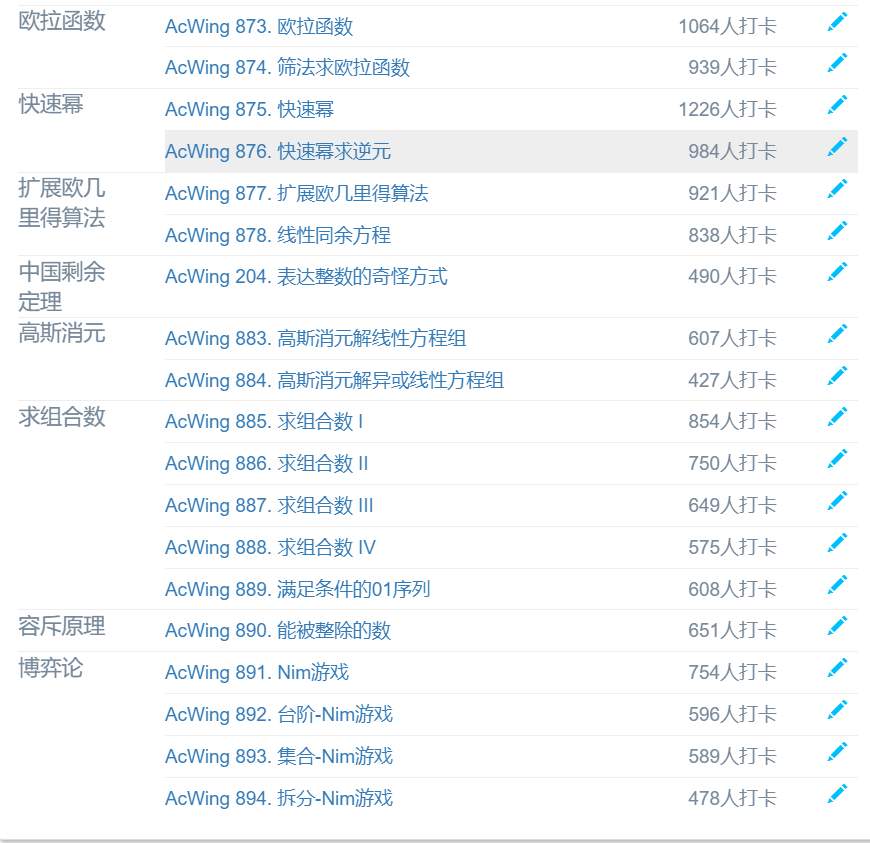 欧拉函数
AcWing 873. 欧拉函数 1064人打卡
AcWing 874. 筛法求欧拉函数 939人打卡
快速幂
AcWing 875. 快速幂 1226人打卡
AcWing 876. 快速幂求逆元 984人打卡
扩展欧几
里得算法
AcWing 877. 扩展欧几里得算法 921人打卡
AcWing 878. 线性同余方程 838人打卡
中国剩余
定理
AcWing 204. 表达整数的奇怪方式 490人打卡
高斯消元
AcWing 883. 高斯消元解线性方程组 607人打卡
AcWing 884. 高斯消元解异或线性方程组 427人打卡
求组合数
AcWing 885. 求组合数 I 854人打卡
AcWing 886. 求组合数 II 750人打卡
AcWing 887. 求组合数 III 649人打卡
AcWing 888. 求组合数 IV 575人打卡
AcWing 889. 满足条件的01序列 608人打卡
容斥原理
AcWing 890. 能被整除的数 651人打卡
博弈论
AcWing 891. Nim游戏 754人打卡
AcWing 892. 台阶-Nim游戏 596人打卡
AcWing 893. 集合-Nim游戏 589人打卡
AcWing 894. 拆分-Nim游戏 478人打卡